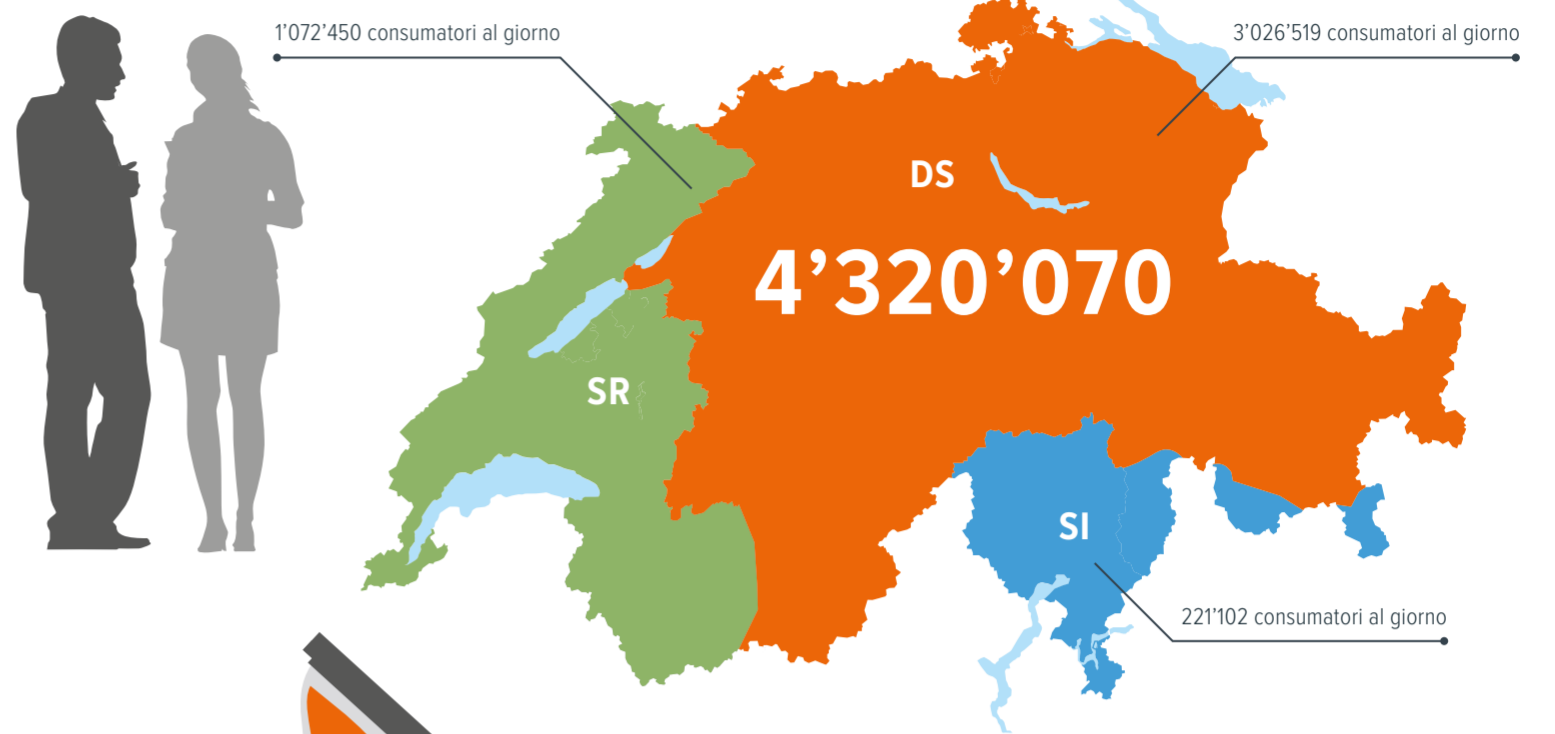 1’072’450 consumatori al giorno
3’026’519 consumatori al giorno
DS
4’320’070
SR
SI
221’102 consumatori al giorno